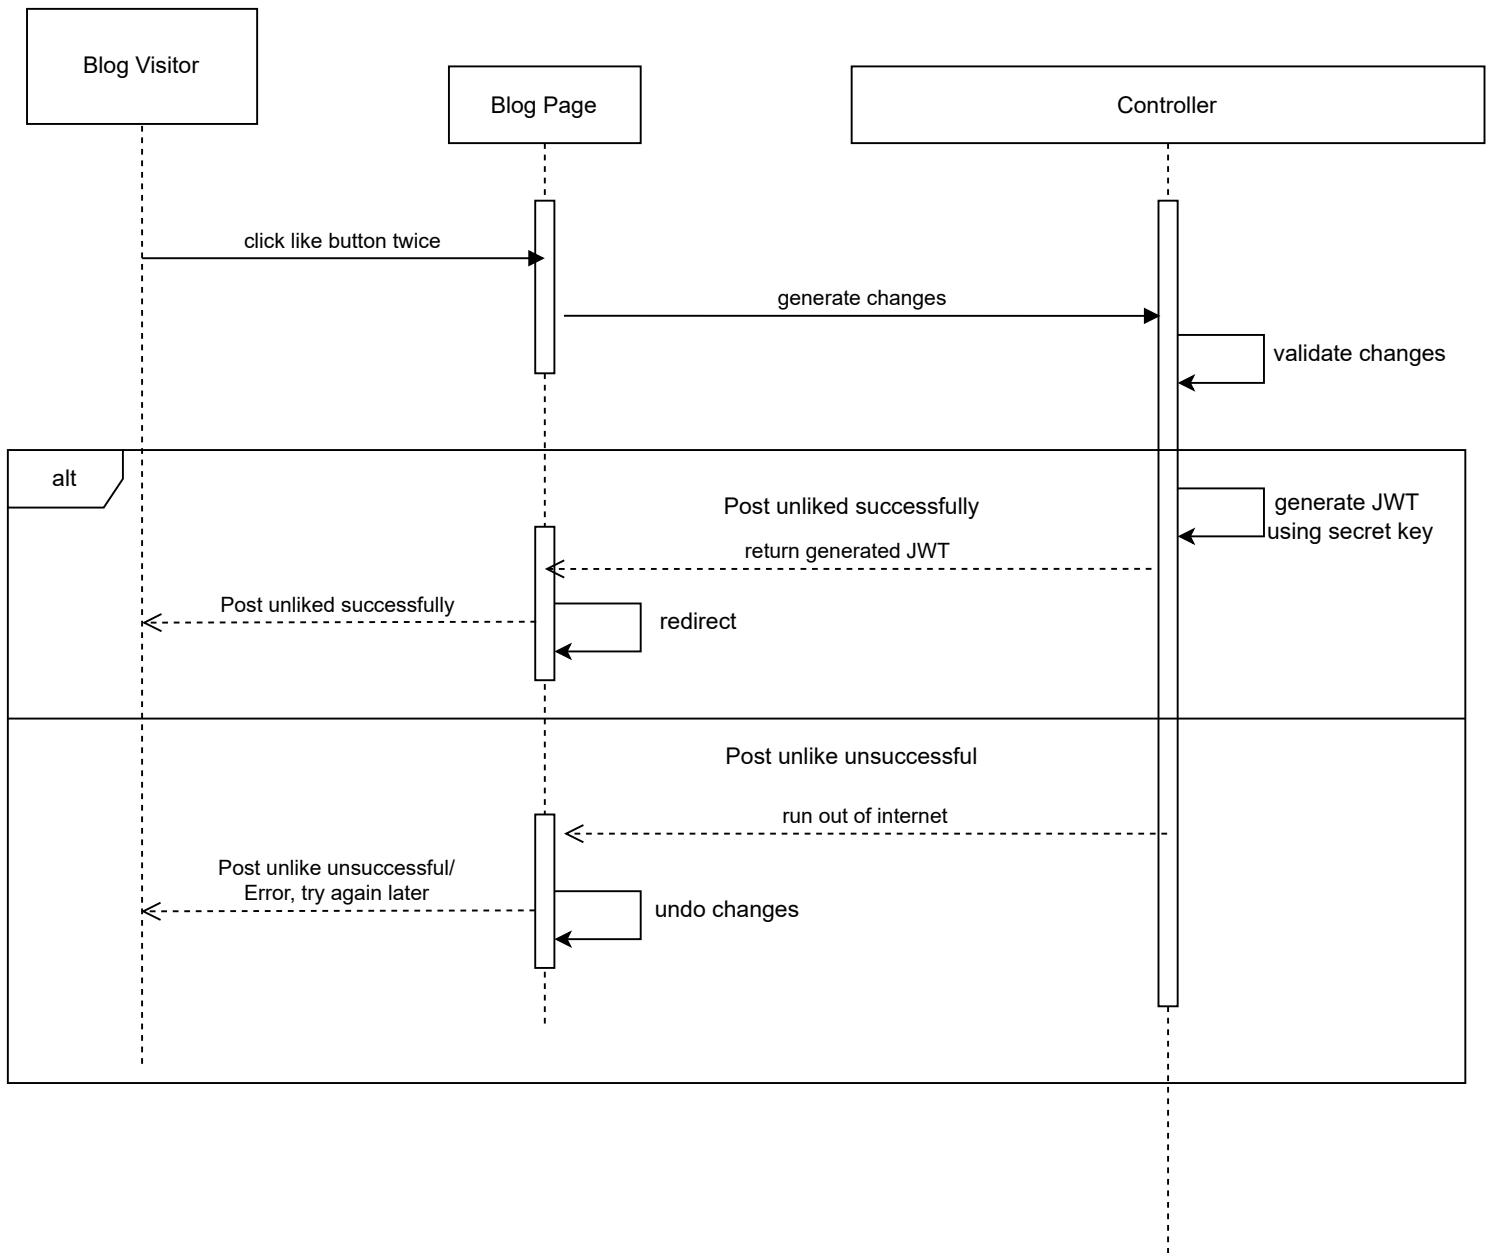 Blog Visitor
Blog Page
Controller
click like button twice
generate changes
validate changes
alt
Post unliked successfully
generate JWT
using secret key
return generated JWT
Post unliked successfully
redirect
Post unlike unsuccessful
run out of internet
Post unlike unsuccessful/
Error, try again later
undo changes